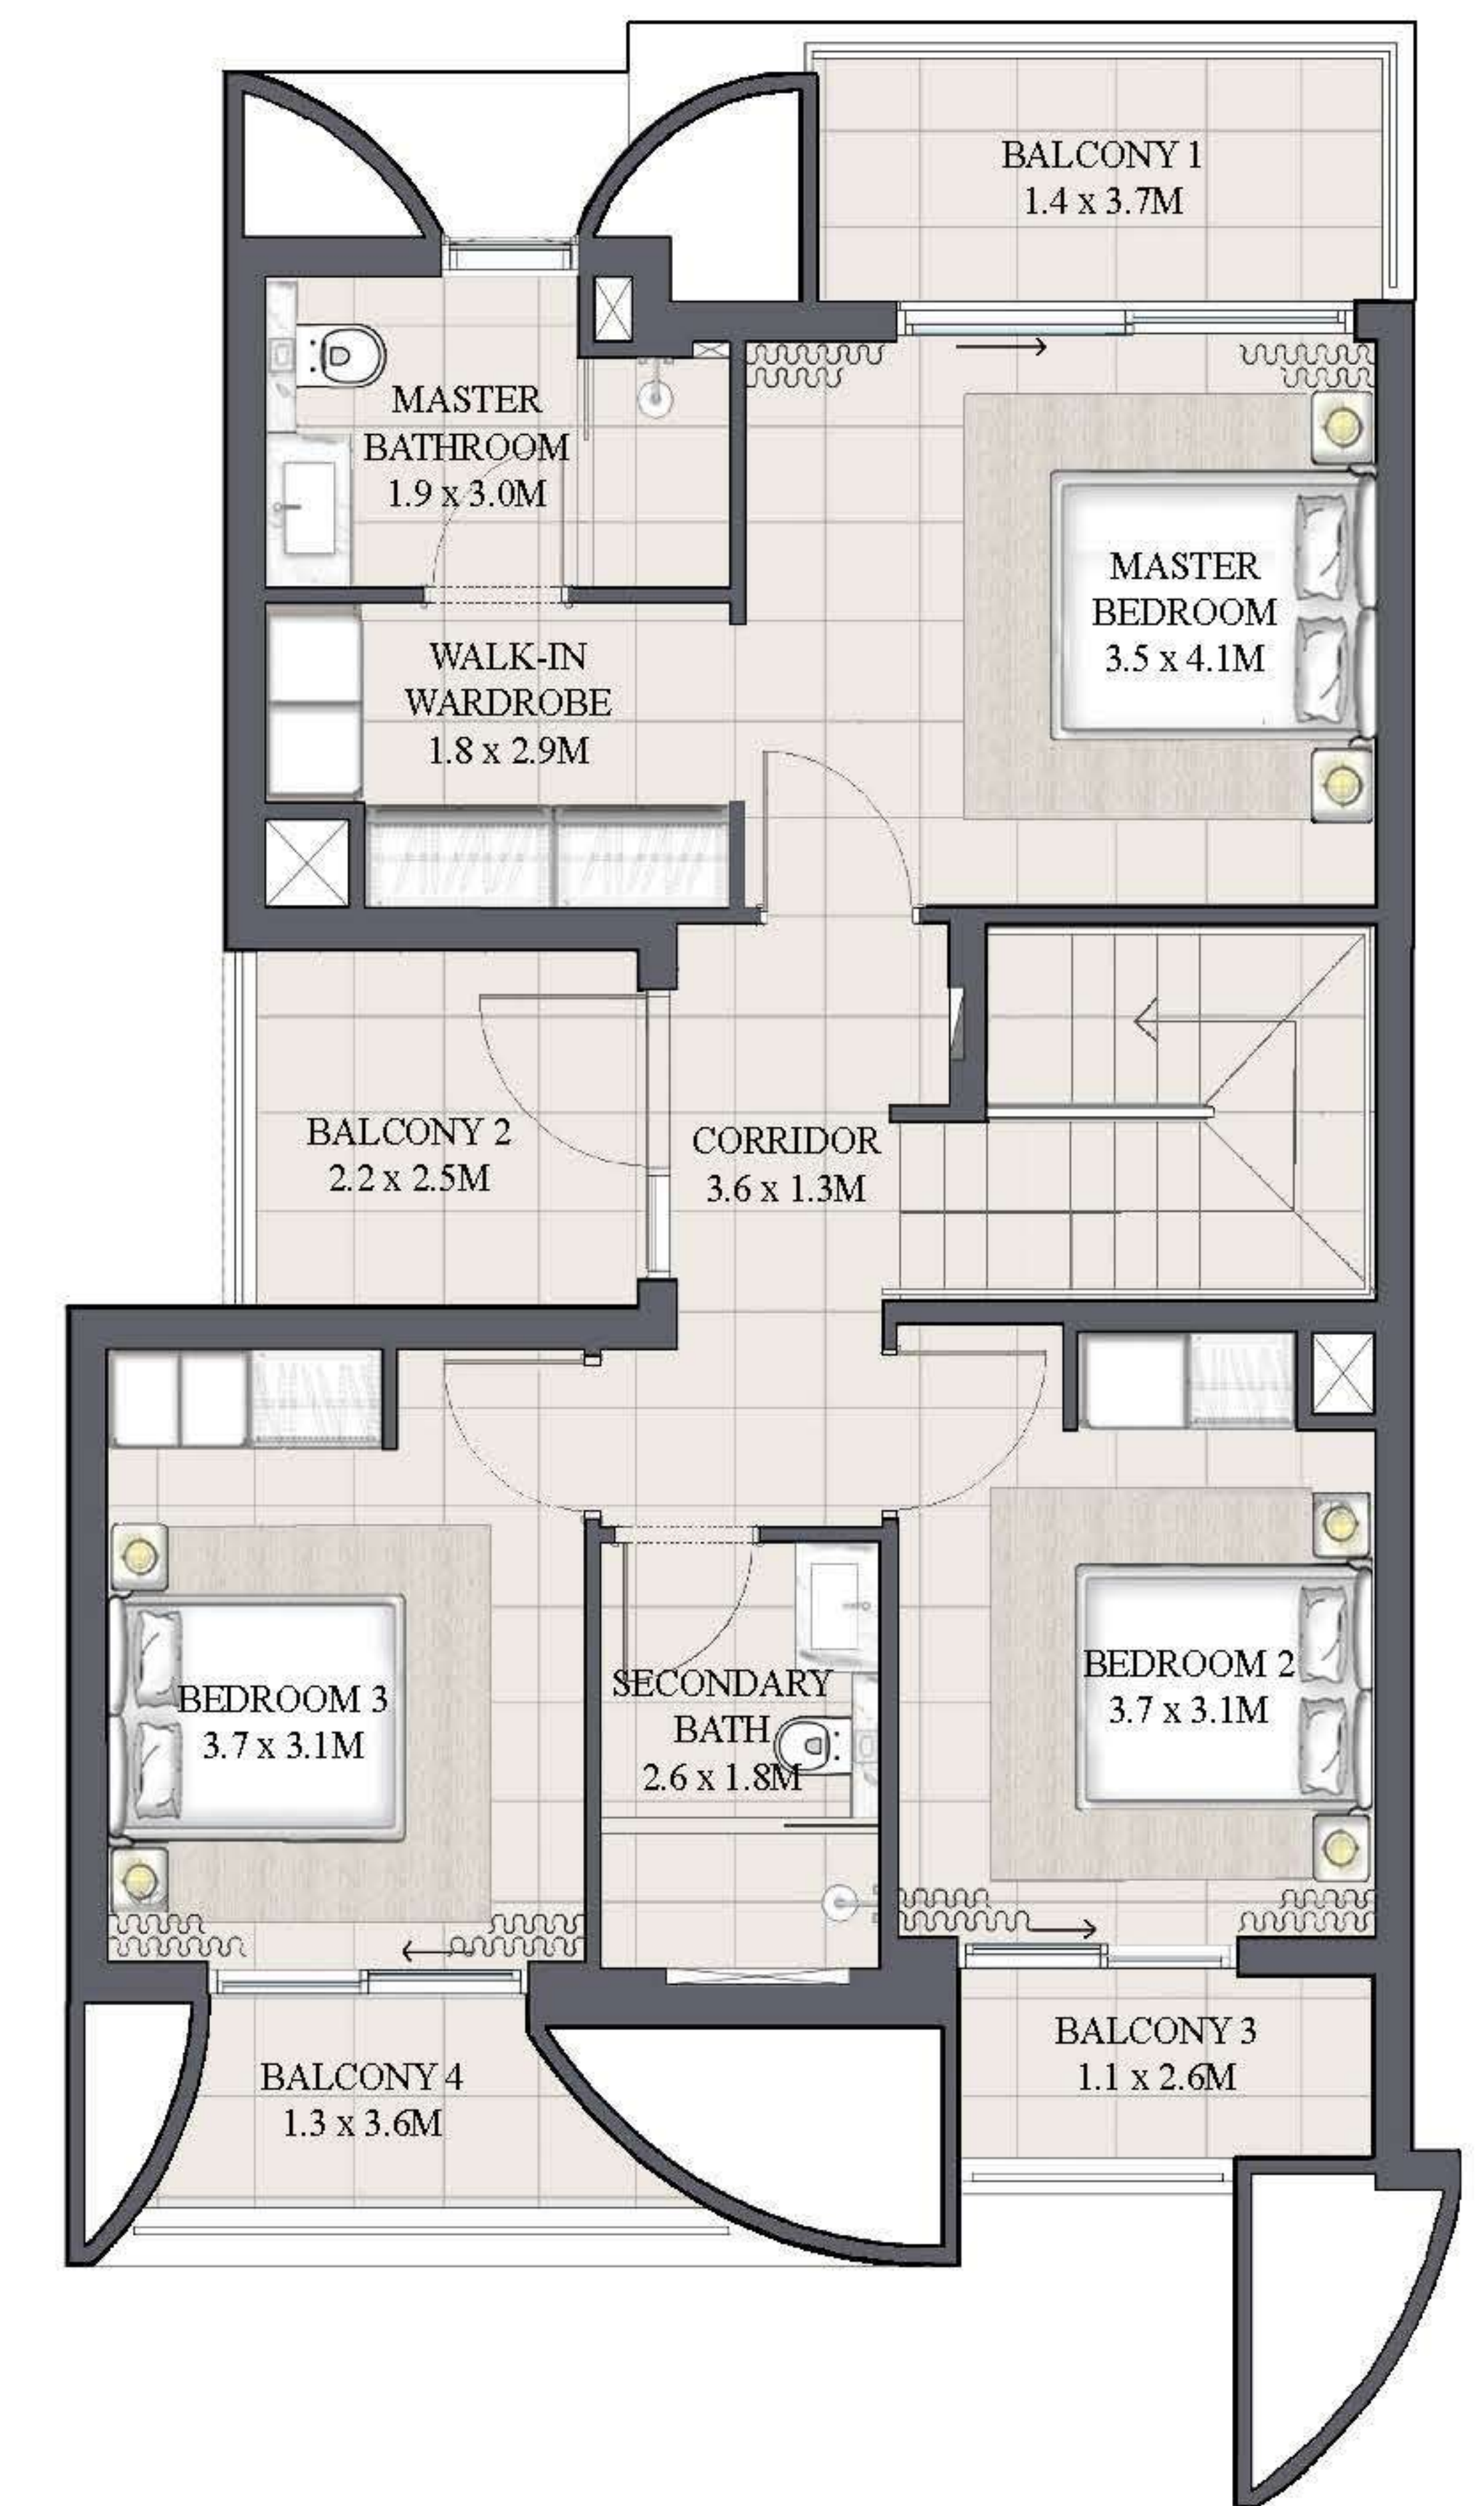 BALCONY 1
1.4 x 3.7M
MASTER
BATHROOM
1.9 x 3.0M
MASTER
BEDROOM
3.5 x 4.1M
WALK-IN
WARDROBE
1.8 x 2.9M
BALCONY 2
2.2 x 2.5M
CORRIDOR
3.6 x 1.3M
BEDROOM 3
3.7 x 3.1M
SECONDARY
BATH
2.6 x 1.8M
BEDROOM 2
3.7 x 3.1M
BALCONY 4
1.3 x 3.6M
BALCONY 3
1.1 x 2.6M